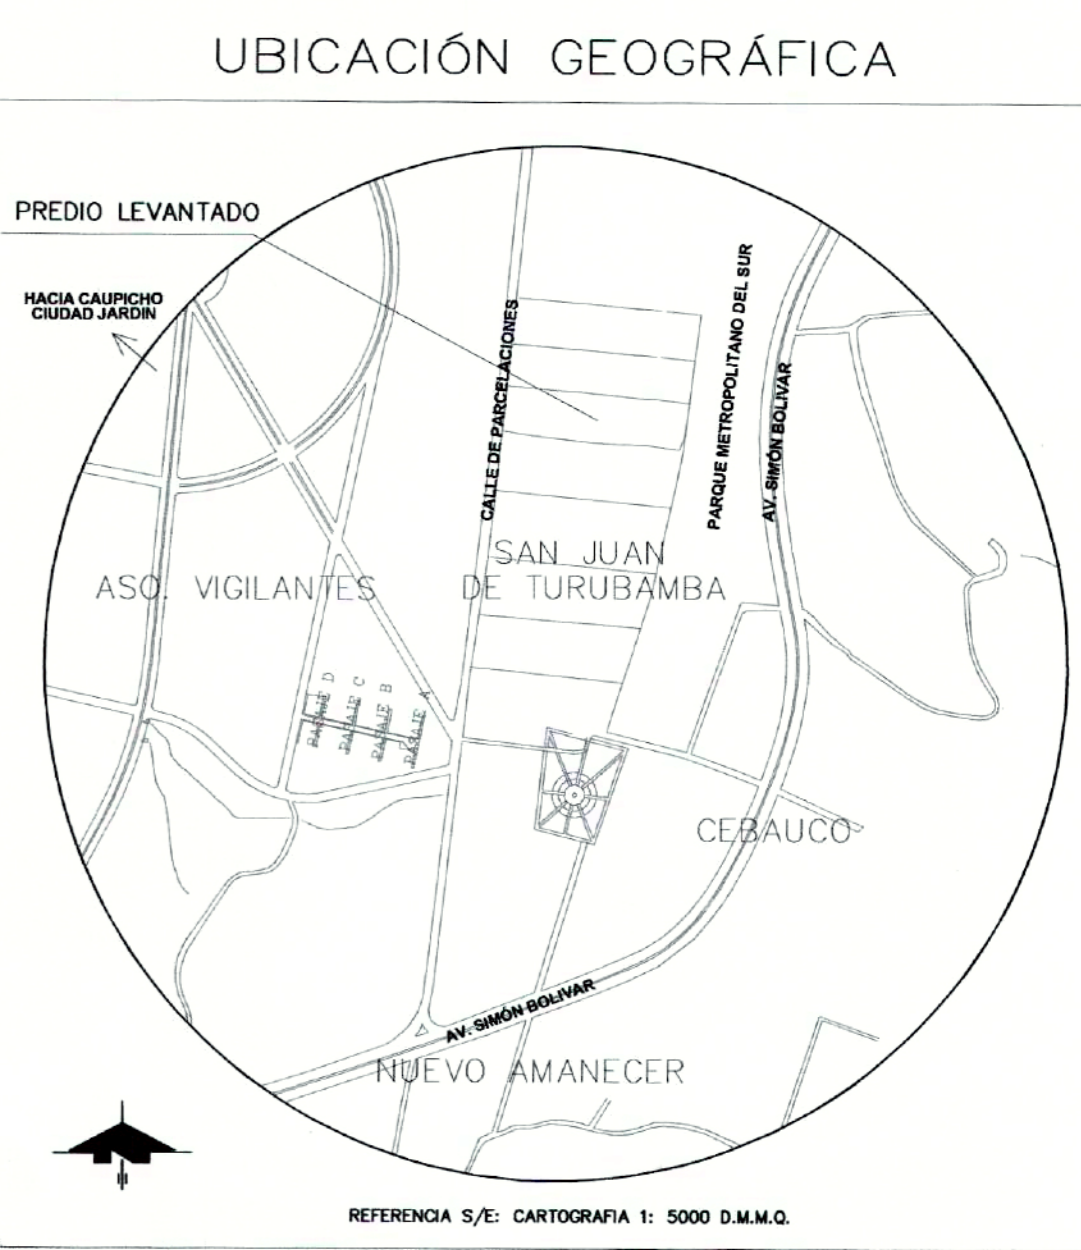 UBICACIÓN GEOGRÁFICA
PREDIO LEVANTADO
HACIA CAUPICHO
CIUDAD JARDIN
CALLE DE PARCELACIONES
PARQUE METROPOLITANO DEL SUR
AV. SIMÓN BOLIVAR
SAN JUAN
DE TURUBAMBA
ASO. VIGILANTES
PASAJE D
PASAJE C
PASAJE B
PASAJE A
CEBAUCO
AV. SIMÓN BOLIVAR
NUEVO AMANECER
N
REFERENCIA S/E: CARTOGRAFIA 1: 5000 D.M.M.Q.